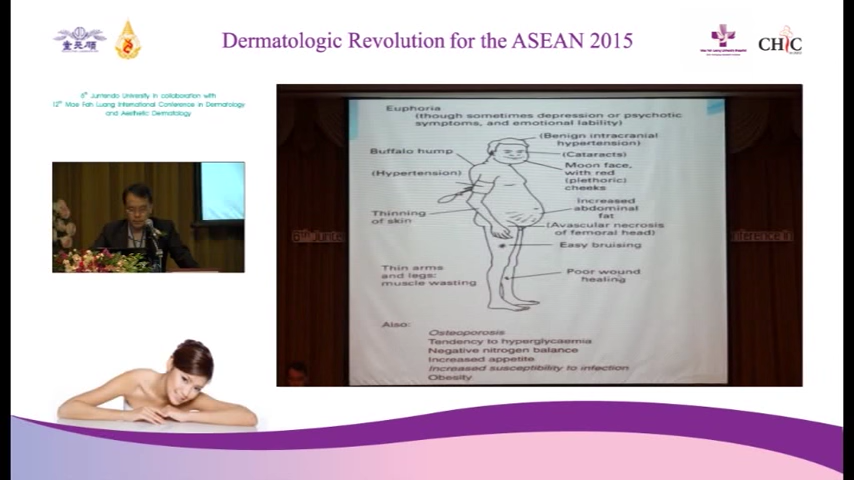 Dermatologic Revolution for the ASEAN 2015
CHIC
5th Juntendo University in collaboration with
12th Mae Fah Luang International Conference in Dermatology
and Aesthetic Dermatology
Euphoria
(though sometimes depression or psychotic
symptoms, and emotional lability)
(Benign intracranial
hypertension)
Buffalo hump
(Cataracts)
Moon face,
with red
(plethoric)
cheeks
(Hypertension)
Increased
abdominal
fat
Thinning
of skin
(Avascular necrosis
of femoral head)
Easy bruising
Thin arms
and legs:
muscle wasting
Poor wound
healing
Also:
Osteoporosis
Tendency to hyperglycaemia
Negative nitrogen balance
Increased appetite
Increased susceptibility to infection
Obesity